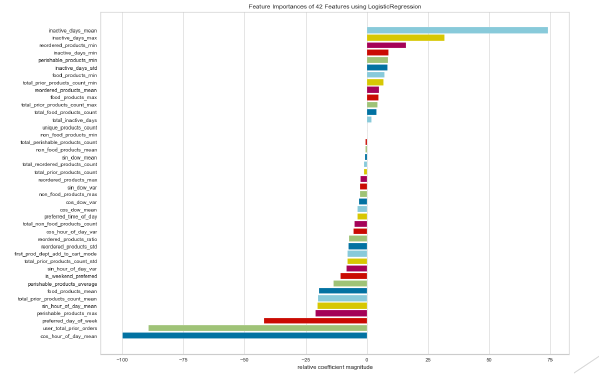 Feature Importances of 42 Features using LogisticRegression
inactive_days_mean
inactive_days_max
reordered_products_min
inactive_days_min
perishable_products_min
inactive_days_std
food_products_min
total_prior_products_count_min
reordered_products_mean
food_products_max
total_prior_products_count_max
total_food_products_count
total_inactive_days
unique_products_count
non_food_products_min
total_perishable_products_count
non_food_products_mean
sin_dow_mean
total_reordered_products_count
total_prior_products_count
reordered_products_max
sin_dow_var
non_food_products_max
cos_dow_var
cos_dow_mean
preferred_time_of_day
total_non_food_products_count
cos_hour_of_day_var
reordered_products_ratio
reordered_products_std
first_prod_dept_add_to_cart_mode
total_prior_products_count_std
sin_hour_of_day_var
is_weekend_preferred
perishable_products_average
food_products_mean
total_prior_products_count_mean
sin_hour_of_day_mean
perishable_products_max
preferred_day_of_week
user_total_prior_orders
cos_hour_of_day_mean
−100 −75 −50 −25 0 25 50 75
relative coefficient magnitude